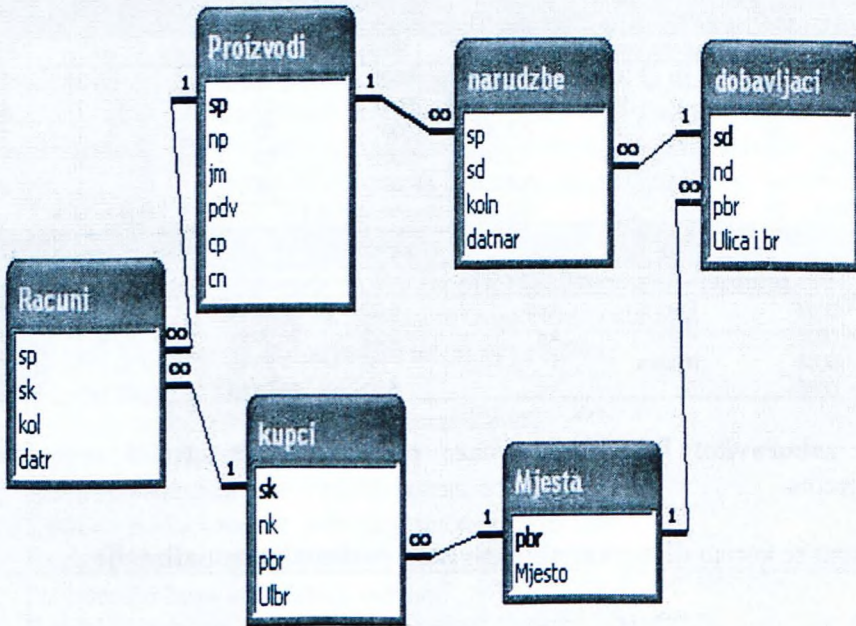 Proizvodi
sp
np
jm
pdv
cp
cn
narudzbe
sp
sd
koln
datnar
dobavljaci
sd
nd
pbr
Ulica i br
Racuni
sp
sk
kol
datr
kupci
sk
nk
pbr
Ulbr
Mjesta
pbr
Mjesto
1
∞
1
∞
∞
1
∞
1
∞
1
∞
1